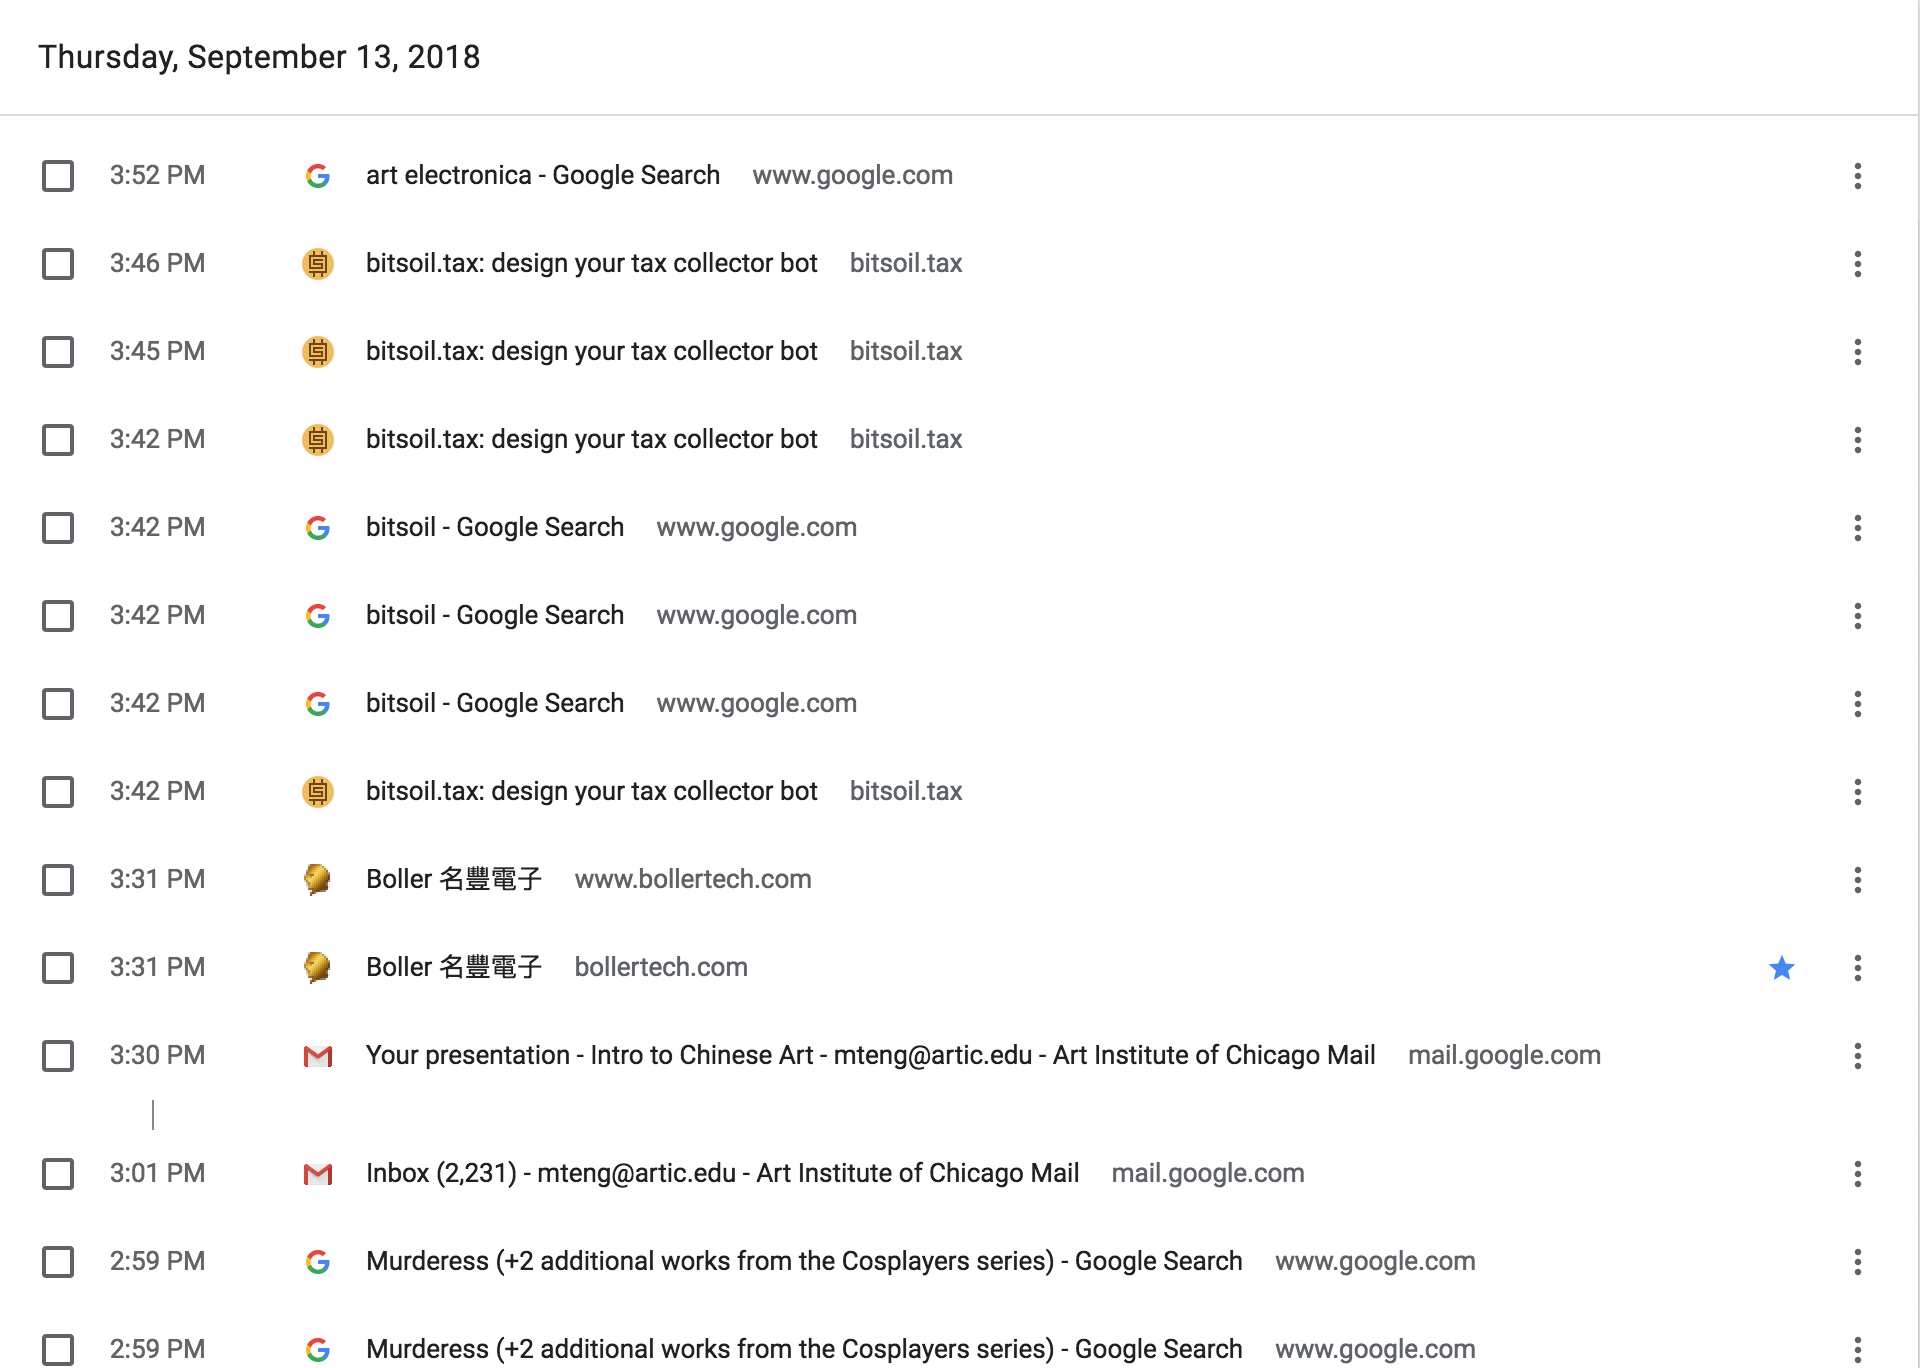 Thursday, September 13, 2018
3:52 PM art electronica - Google Search www.google.com
3:46 PM bitsoil.tax: design your tax collector bot bitsoil.tax
3:45 PM bitsoil.tax: design your tax collector bot bitsoil.tax
3:42 PM bitsoil.tax: design your tax collector bot bitsoil.tax
3:42 PM bitsoil - Google Search www.google.com
3:42 PM bitsoil - Google Search www.google.com
3:42 PM bitsoil - Google Search www.google.com
3:42 PM bitsoil.tax: design your tax collector bot bitsoil.tax
3:31 PM Boller 名豐電子 www.bollertech.com
3:31 PM Boller 名豐電子 bollertech.com
3:30 PM Your presentation - Intro to Chinese Art - mteng@artic.edu - Art Institute of Chicago Mail mail.google.com
3:01 PM Inbox (2,231) - mteng@artic.edu - Art Institute of Chicago Mail mail.google.com
2:59 PM Murderess (+2 additional works from the Cosplayers series) - Google Search www.google.com
2:59 PM Murderess (+2 additional works from the Cosplayers series) - Google Search www.google.com